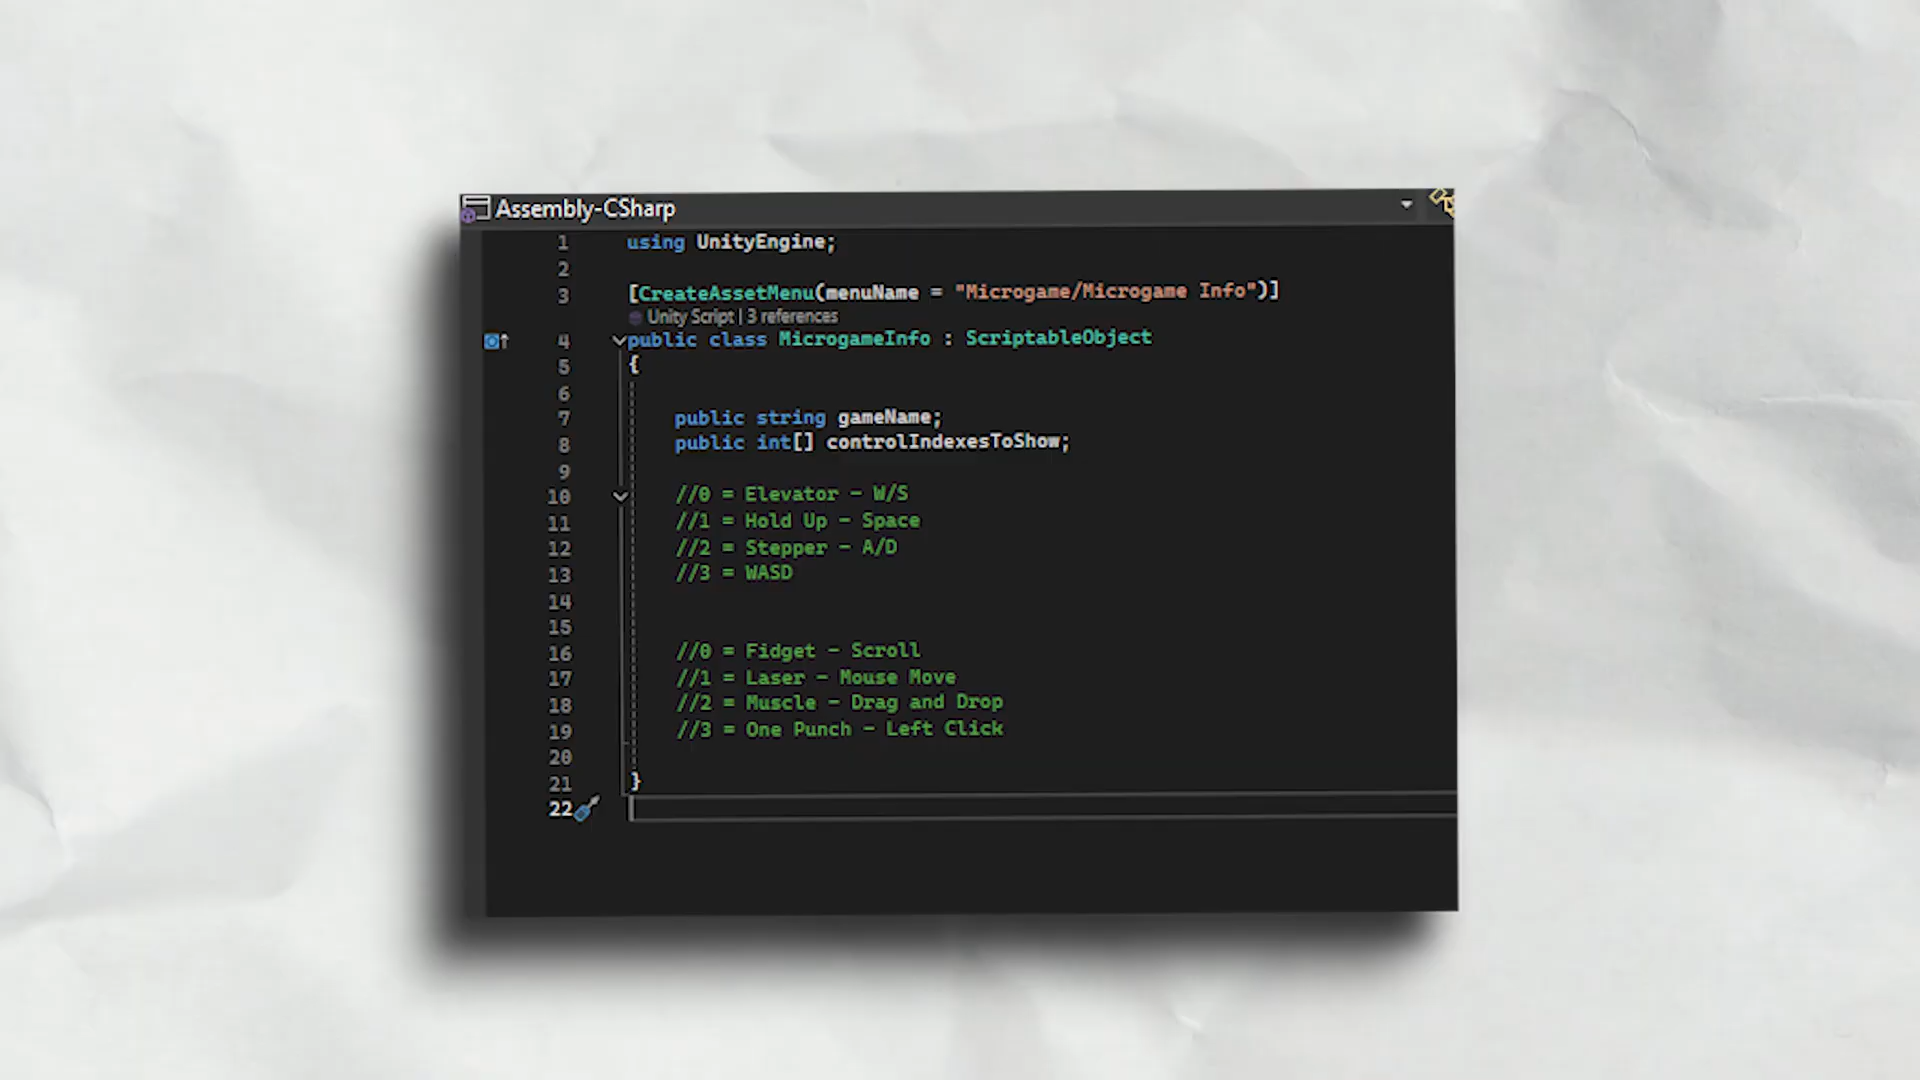 Assembly-CSharp
1 using UnityEngine;
2
3 [CreateAssetMenu(menuName = "Microgame/Microgame Info")]
Unity Script | 3 references
4 public class MicrogameInfo : ScriptableObject
5 {
6
7 public string gameName;
8 public int[] controlIndexesToShow;
9
10 //0 = Elevator - W/S
11 //1 = Hold Up - Space
12 //2 = Stepper - A/D
13 //3 = WASD
14
15
16 //0 = Fidget - Scroll
17 //1 = Laser - Mouse Move
18 //2 = Muscle - Drag and Drop
19 //3 = One Punch - Left Click
20
21 }
22